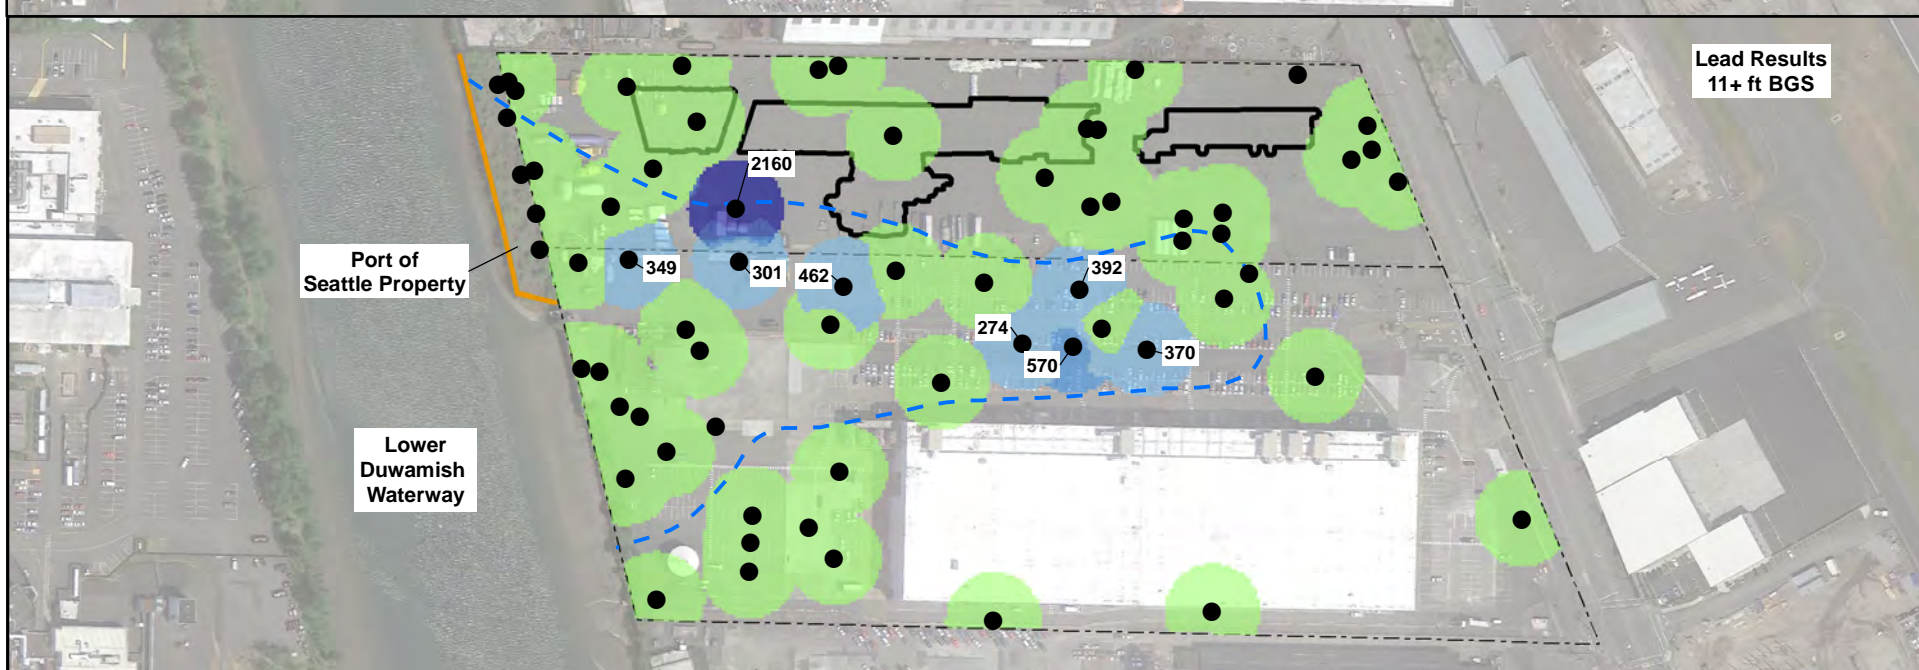 Lead Results
11+ ft BGS
2160
Port of
Seattle Property
349
301
462
392
274
570
370
Lower
Duwamish
Waterway